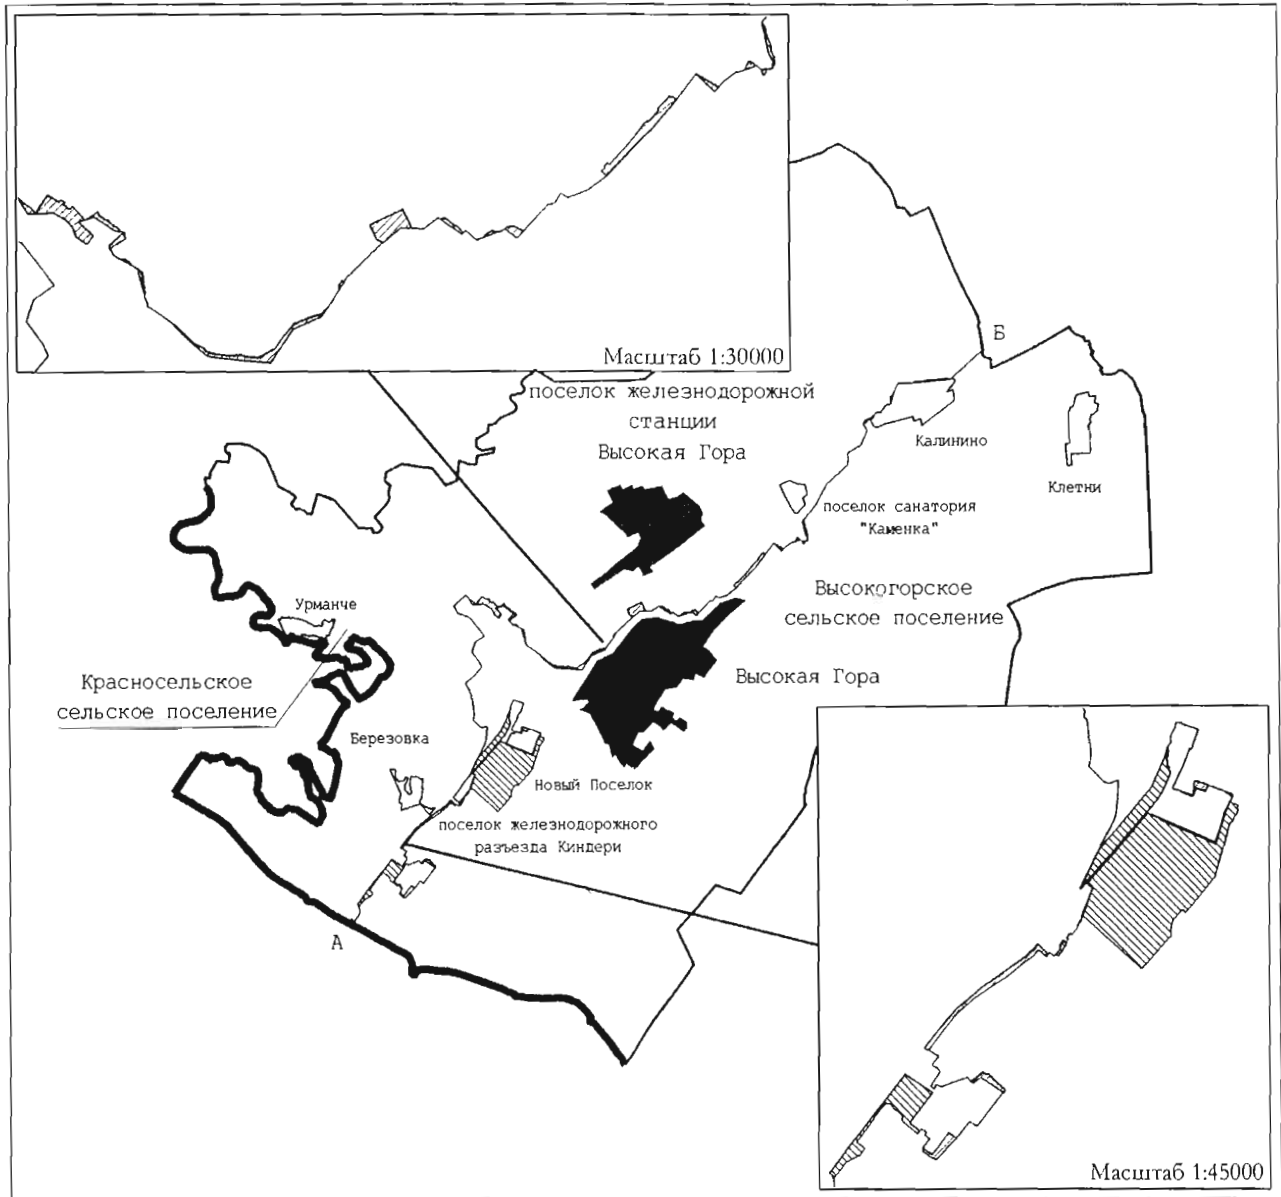 Масштаб 1:30000
Б
поселок железнодорожной
станции
Высокая Гора
Калинино
Клетни
поселок санатория
"Каменка"
Высокогорское
сельское поселение
Урманче
Красносельское
сельское поселение
Высокая Гора
Березовка
Новый Поселок
поселок железнодорожного
разъезда Киндери
А
Масштаб 1:45000